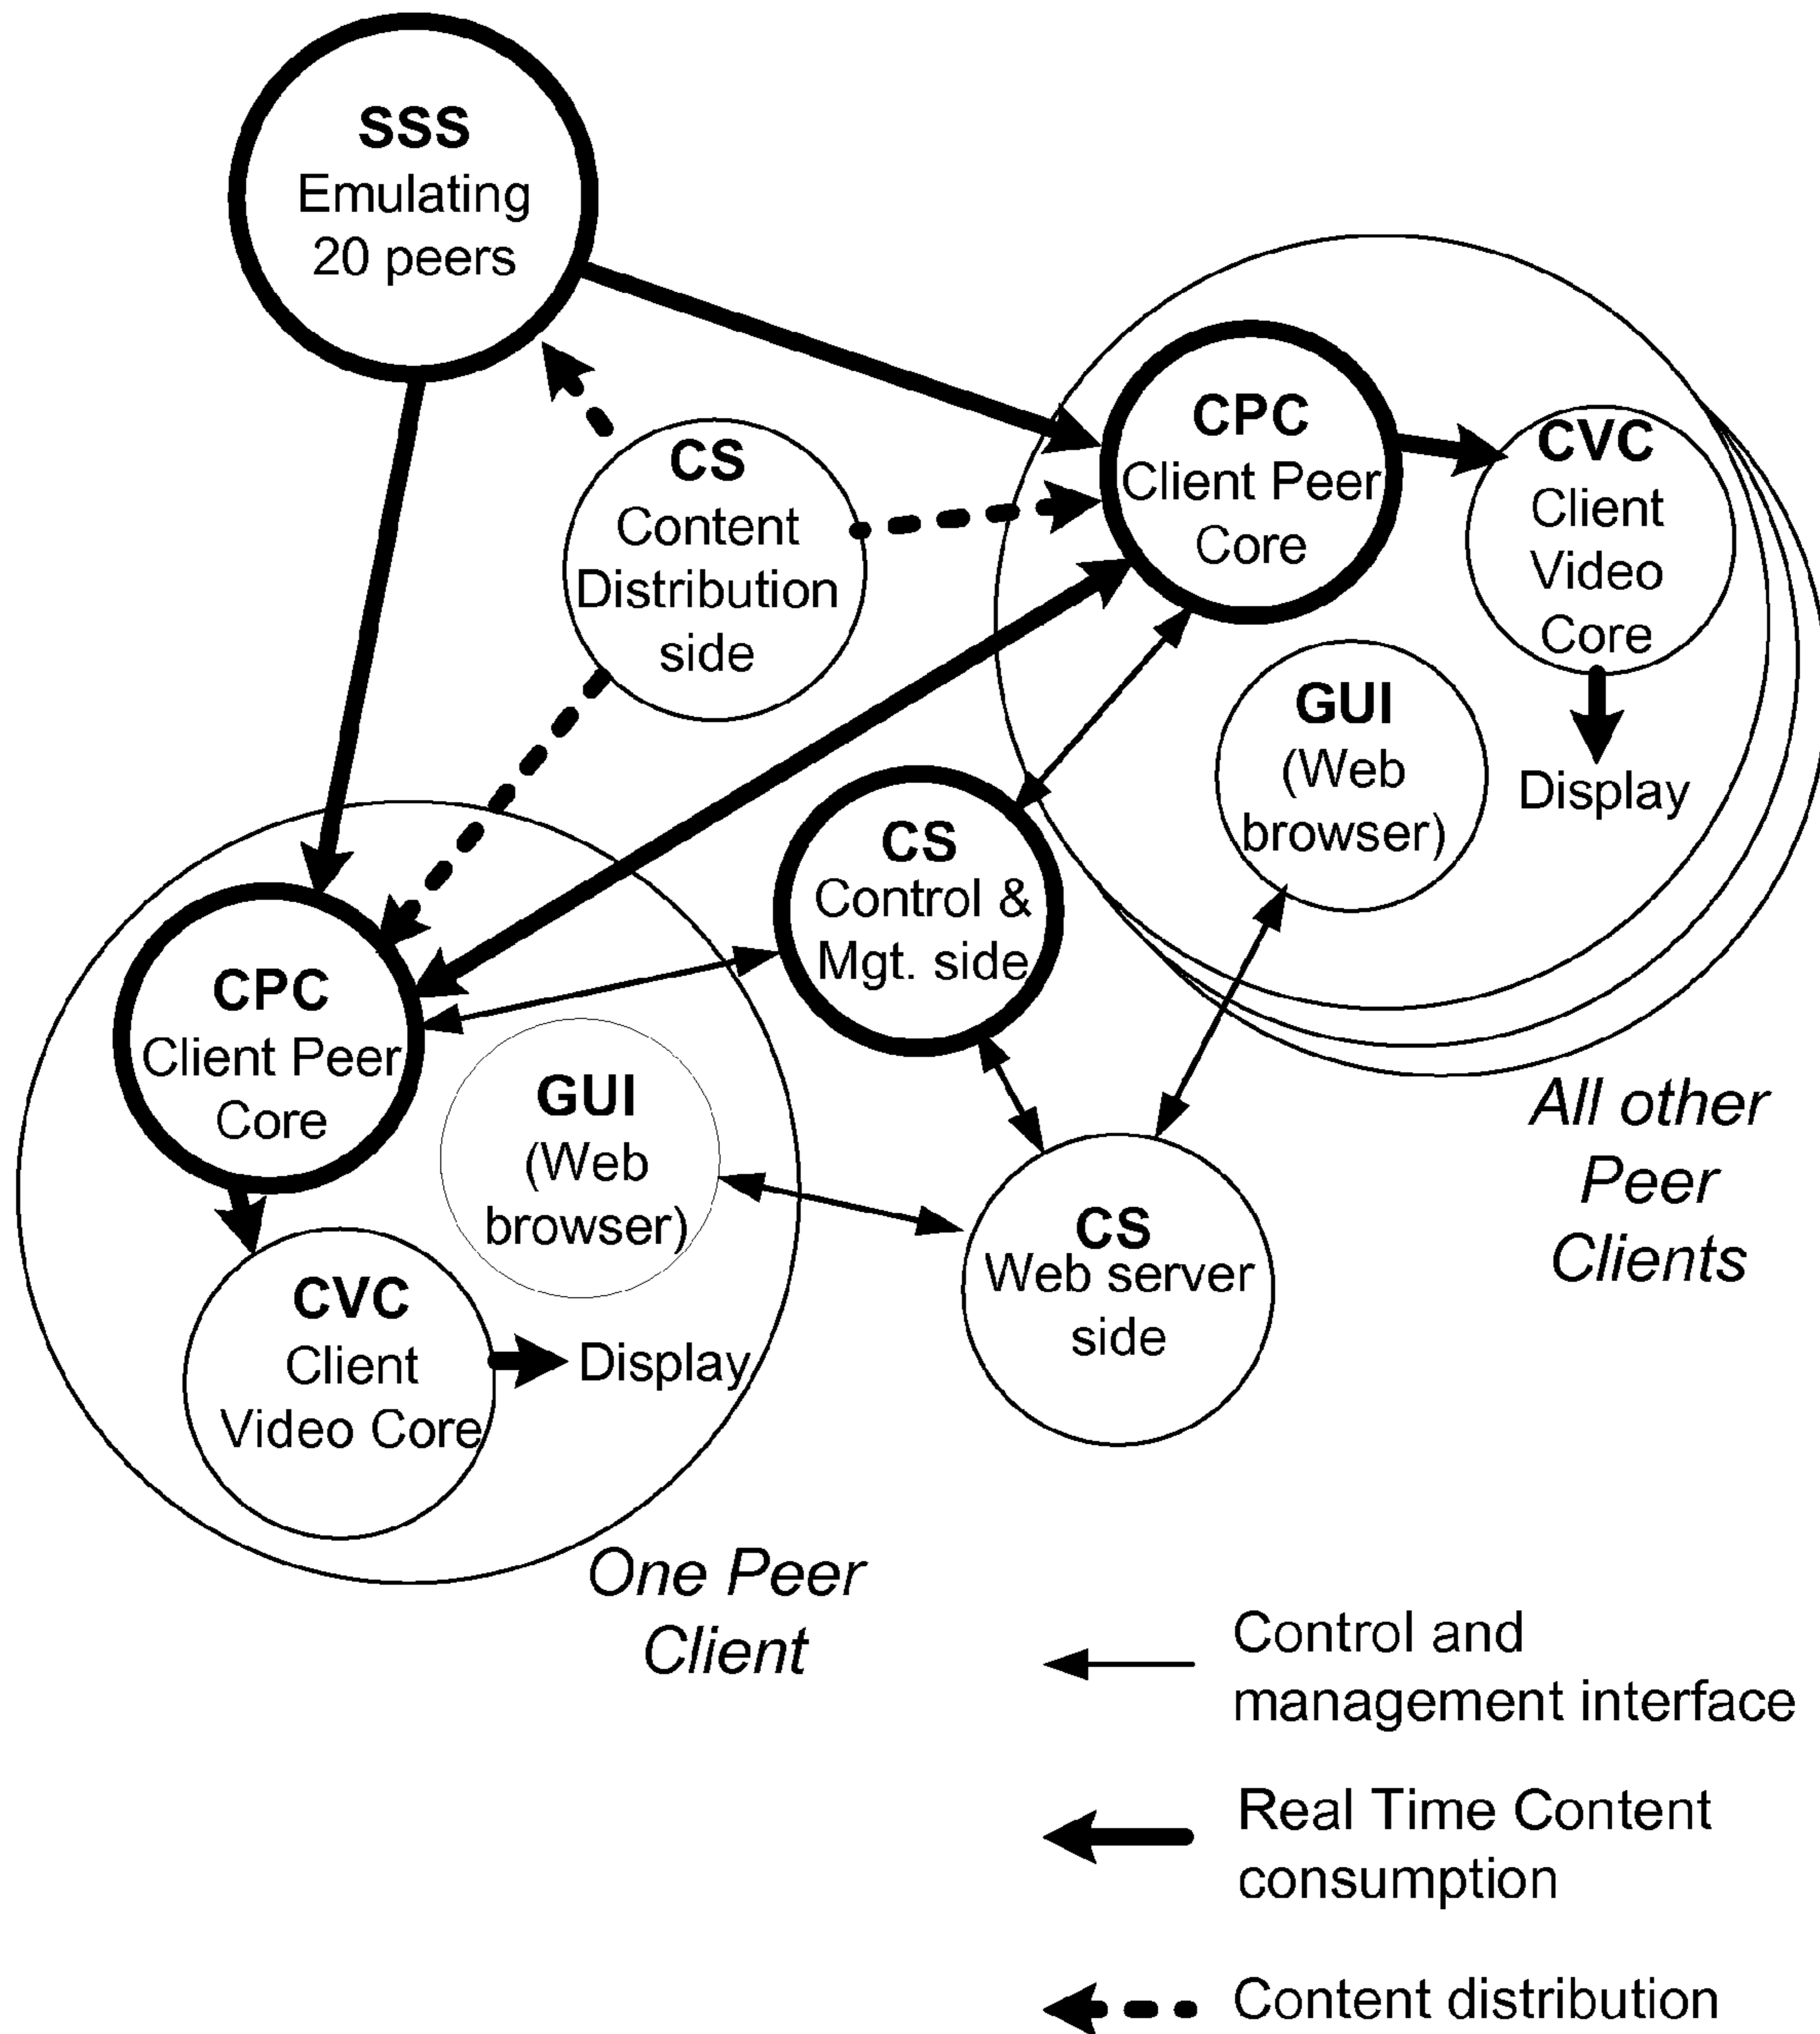 SSS
Emulating
20 peers
CS
Content
Distribution
side
CPC
Client Peer
Core
CVC
Client
Video
Core
GUI
(Web
browser)
Display
CS
Control &
Mgt. side
CPC
Client Peer
Core
GUI
(Web
browser)
CVC
Client
Video Core
Display
CS
Web server
side
All other
Peer
Clients
One Peer
Client
Control and
management interface
Real Time Content
consumption
Content distribution